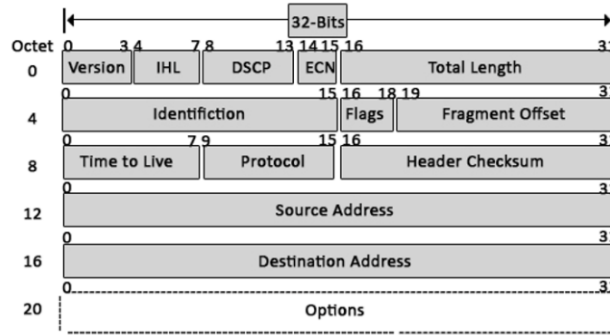 32-Bits
Octet 0 3 4 7 8 13 14 15 16 31
0 Version IHL DSCP ECN Total Length
0 15 16 18 19 31
4 Identifiction Flags Fragment Offset
0 7 9 15 16 31
8 Time to Live Protocol Header Checksum
0 31
12 Source Address
0 31
16 Destination Address
0 31
20 Options